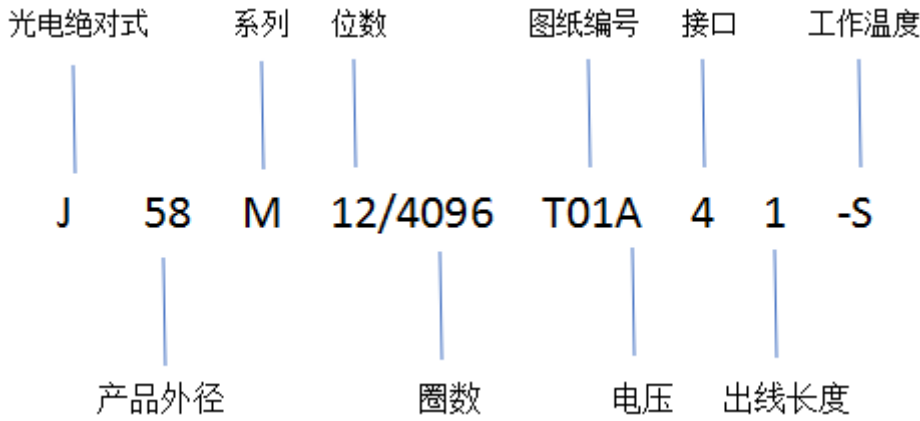 光电绝对式 系列 位数 图纸编号 接口 工作温度
J 58 M 12/4096 T01A 4 1 -S
产品外径 圈数 电压 出线长度